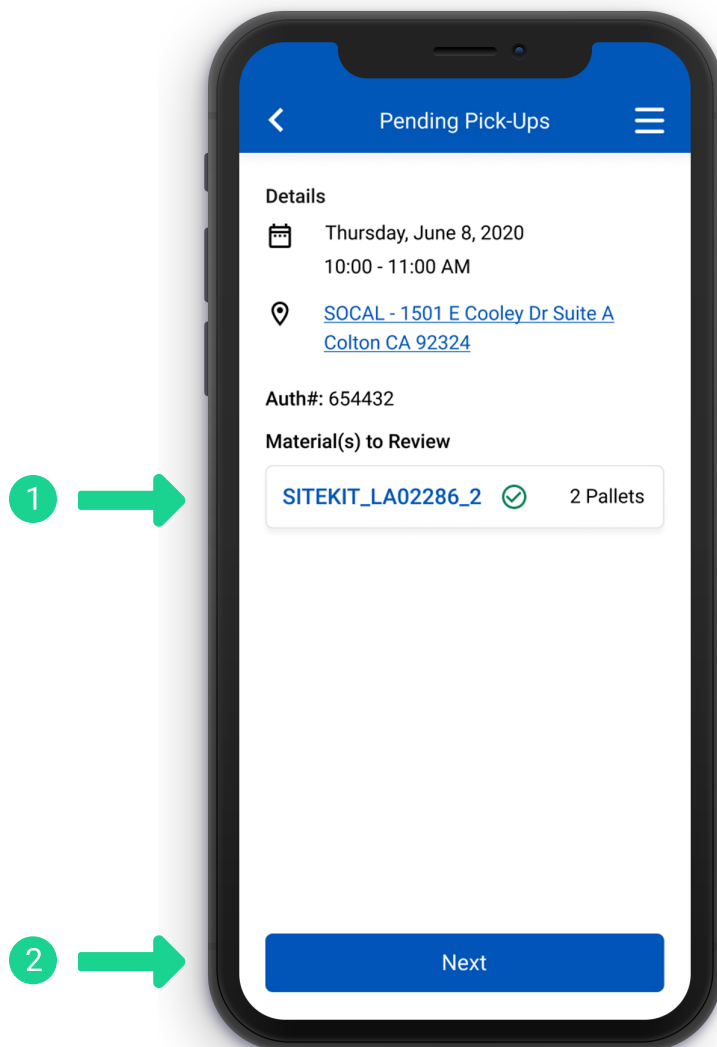 Pending Pick-Ups
Details
Thursday, June 8, 2020
10:00 - 11:00 AM
SOCAL - 1501 E Cooley Dr Suite A
Colton CA 92324
Auth#: 654432
Material(s) to Review
1
SITEKIT_LA02286_2 2 Pallets
2
Next